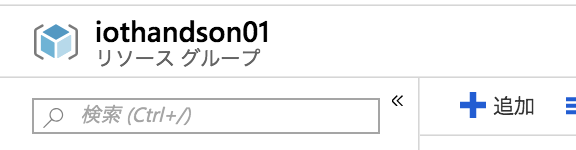 iothandson01
リソース グループ
検索 (Ctrl+/)
«
追加